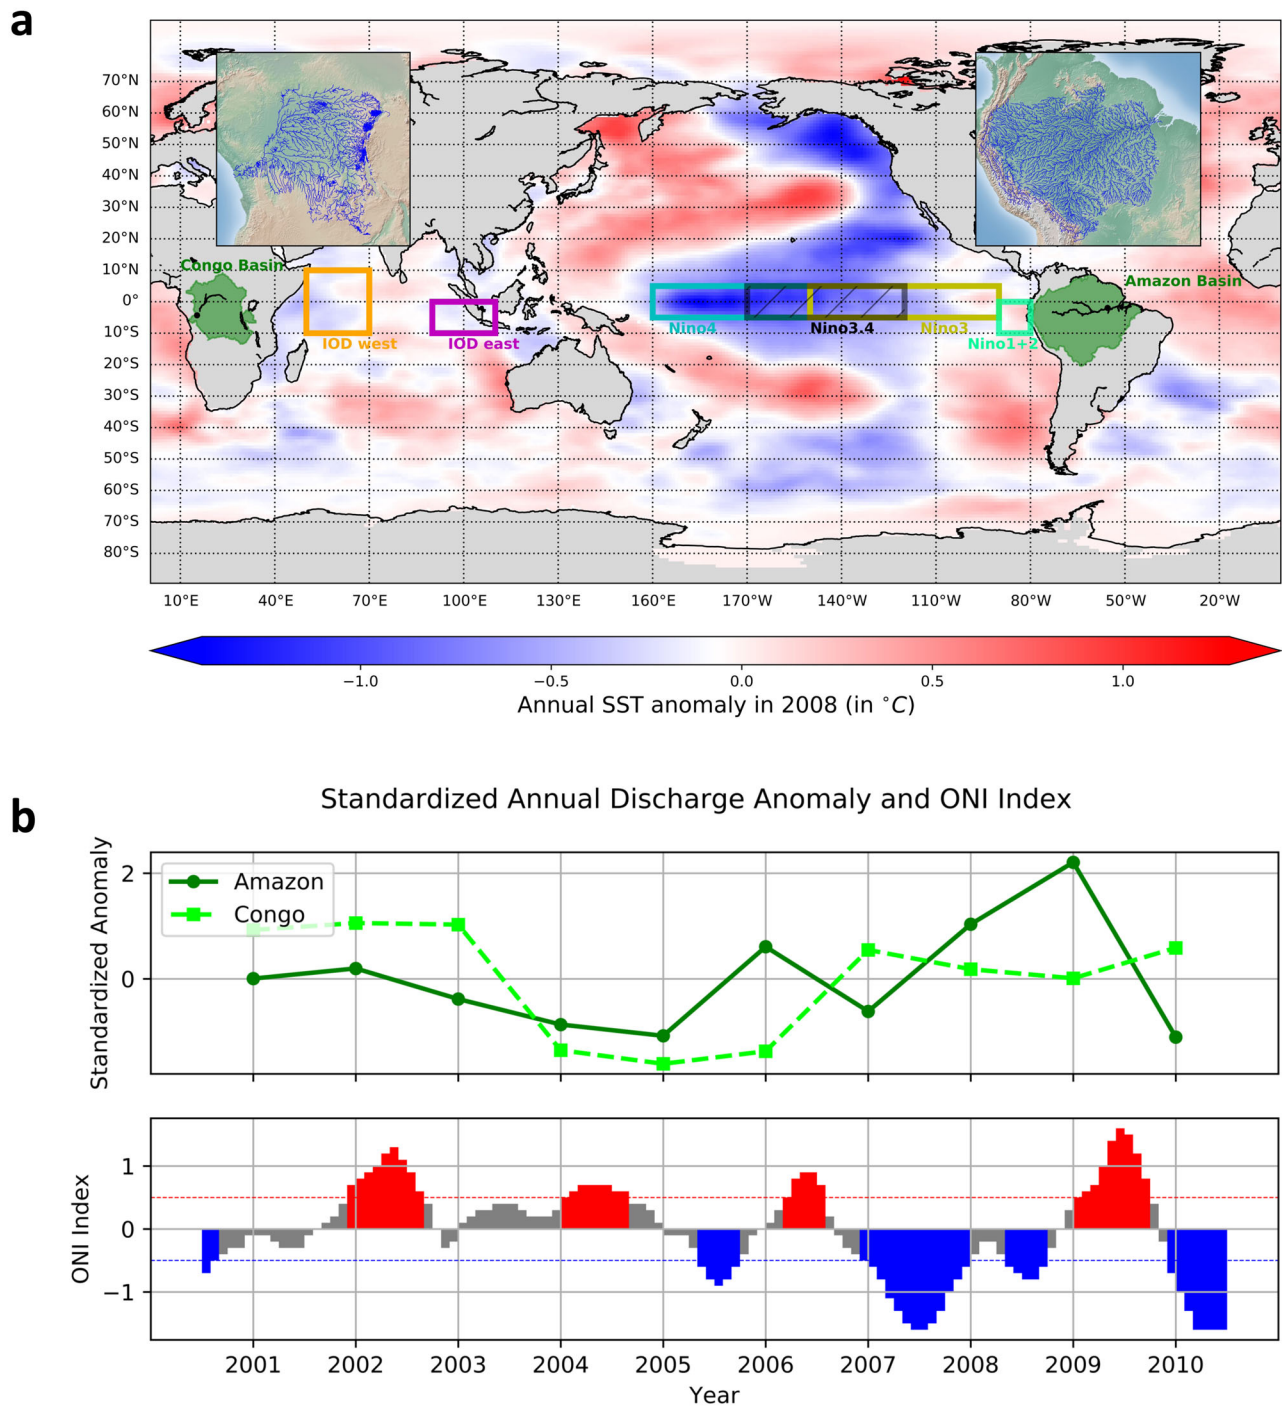 a
70°N
60°N
50°N
40°N
30°N
20°N
10°N
0°
10°S
20°S
30°S
40°S
50°S
60°S
70°S
80°S
Congo Basin
Amazon Basin
IOD west
IOD east
Nino4
Nino3.4
Nino3
Nino1+2
10°E 40°E 70°E 100°E 130°E 160°E 170°W 140°W 110°W 80°W 50°W 20°W
−1.0 −0.5 0.0 0.5 1.0
Annual SST anomaly in 2008 (in °C)
b
Standardized Annual Discharge Anomaly and ONI Index
Standardized Anomaly
2
0
Amazon
Congo
ONI Index
1
0
−1
2001 2002 2003 2004 2005 2006 2007 2008 2009 2010
Year